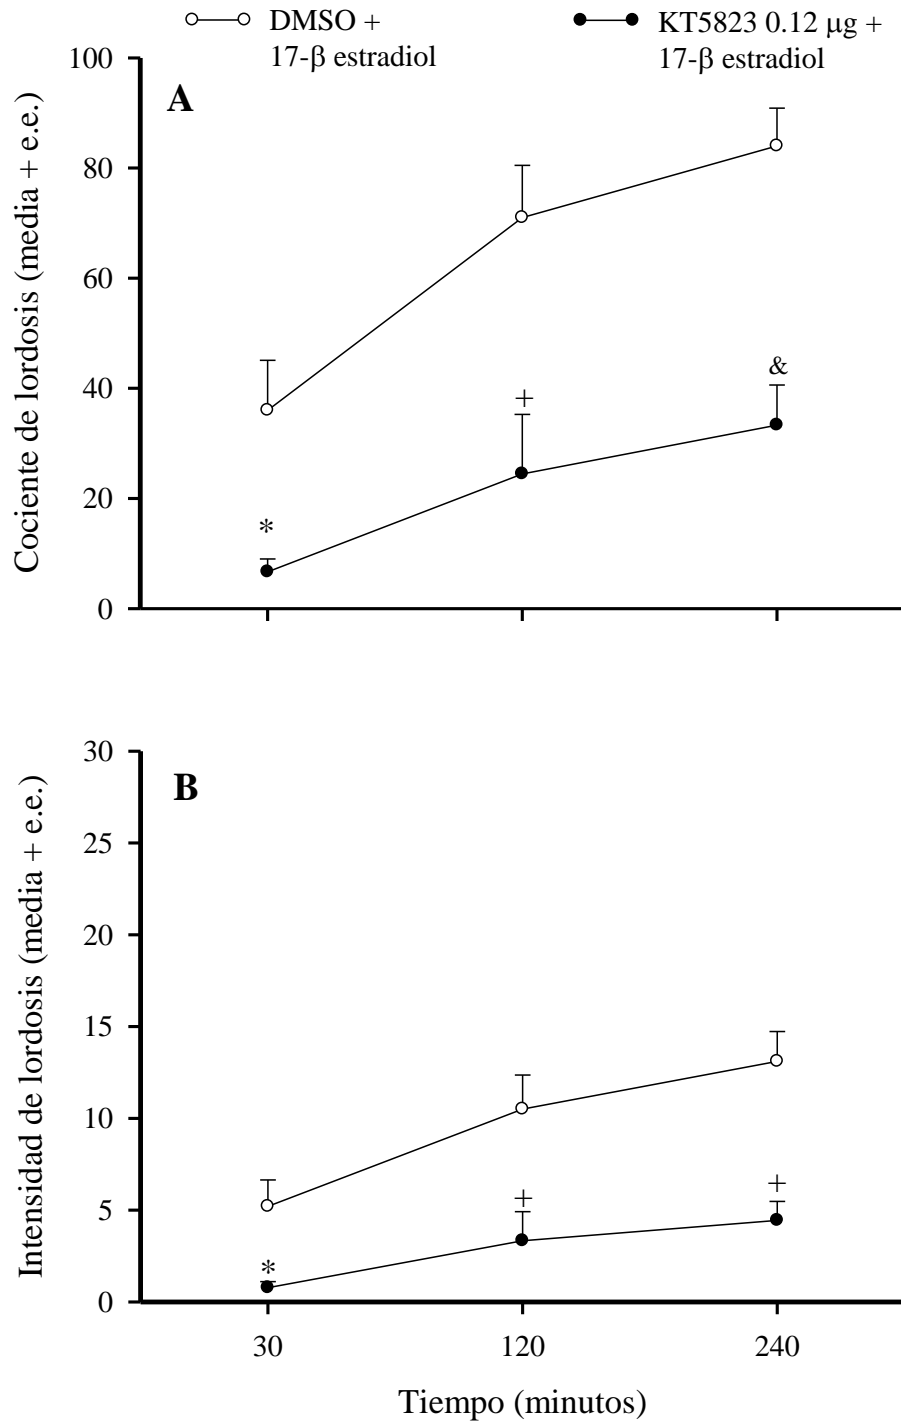 DMSO +
17-β estradiol
KT5823 0.12 μg +
17-β estradiol
A
Cociente de lordosis (media + e.e.)
100
80
60
40
20
0
&
+
*
B
Intensidad de lordosis (media + e.e.)
30
25
20
15
10
5
0
*
+
+
30 120 240
Tiempo (minutos)